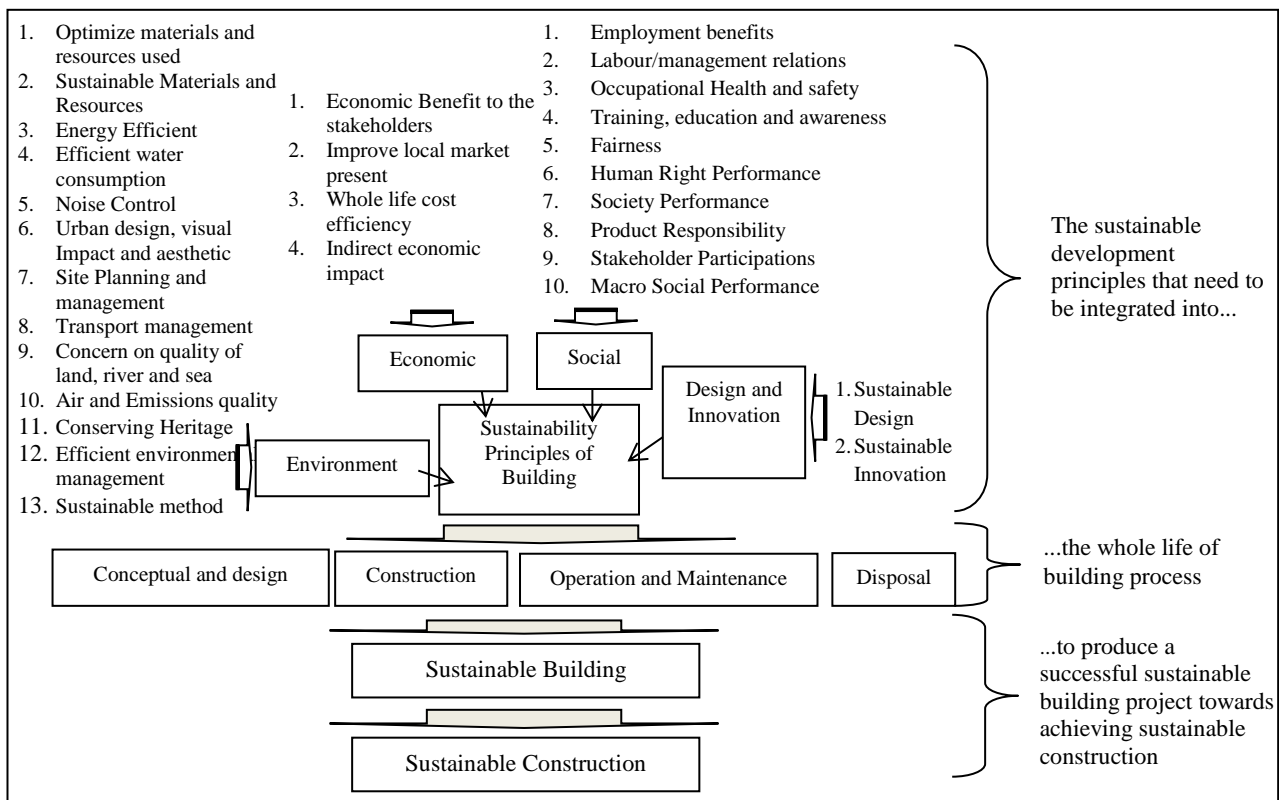 1. Optimize materials and
resources used
2. Sustainable Materials and
Resources
3. Energy Efficient
4. Efficient water
consumption
5. Noise Control
6. Urban design, visual
Impact and aesthetic
7. Site Planning and
management
8. Transport management
9. Concern on quality of
land, river and sea
10. Air and Emissions quality
11. Conserving Heritage
12. Efficient environment
management
13. Sustainable method
1. Economic Benefit to the
stakeholders
2. Improve local market
present
3. Whole life cost
efficiency
4. Indirect economic
impact
1. Employment benefits
2. Labour/management relations
3. Occupational Health and safety
4. Training, education and awareness
5. Fairness
6. Human Right Performance
7. Society Performance
8. Product Responsibility
9. Stakeholder Participations
10. Macro Social Performance
The sustainable
development
principles that need to
be integrated into...
Economic
Social
Design and
Innovation
1. Sustainable
Design
2. Sustainable
Innovation
Environment
Sustainability
Principles of
Building
Conceptual and design
Construction
Operation and Maintenance
Disposal
...the whole life of
building process
Sustainable Building
Sustainable Construction
...to produce a
successful sustainable
building project towards
achieving sustainable
construction